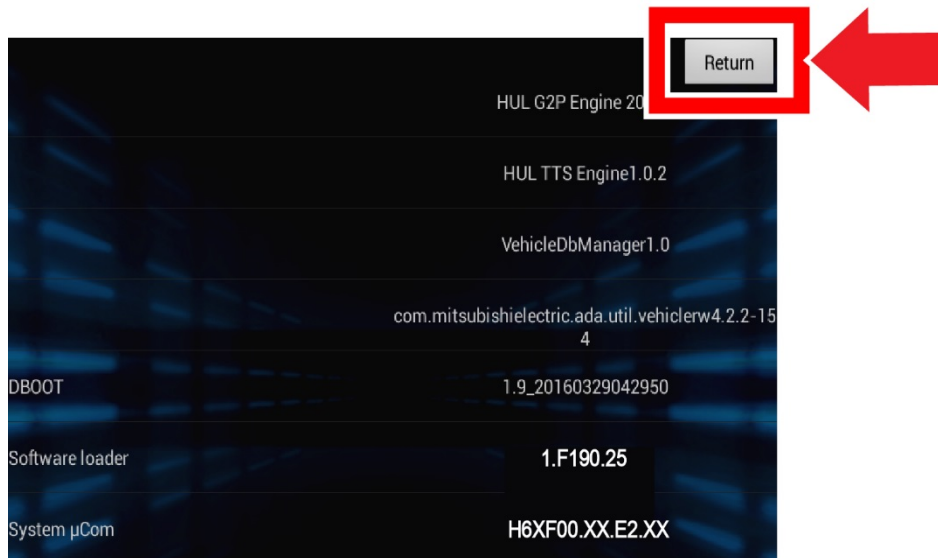 Return
HUL G2P Engine 20
HUL TTS Engine1.0.2
VehicleDbManager1.0
com.mitsubishielectric.ada.util.vehiclerw4.2.2-15
4
DBOOT 1.9_20160329042950
Software loader 1.F190.25
System µCom H6XF00.XX.E2.XX